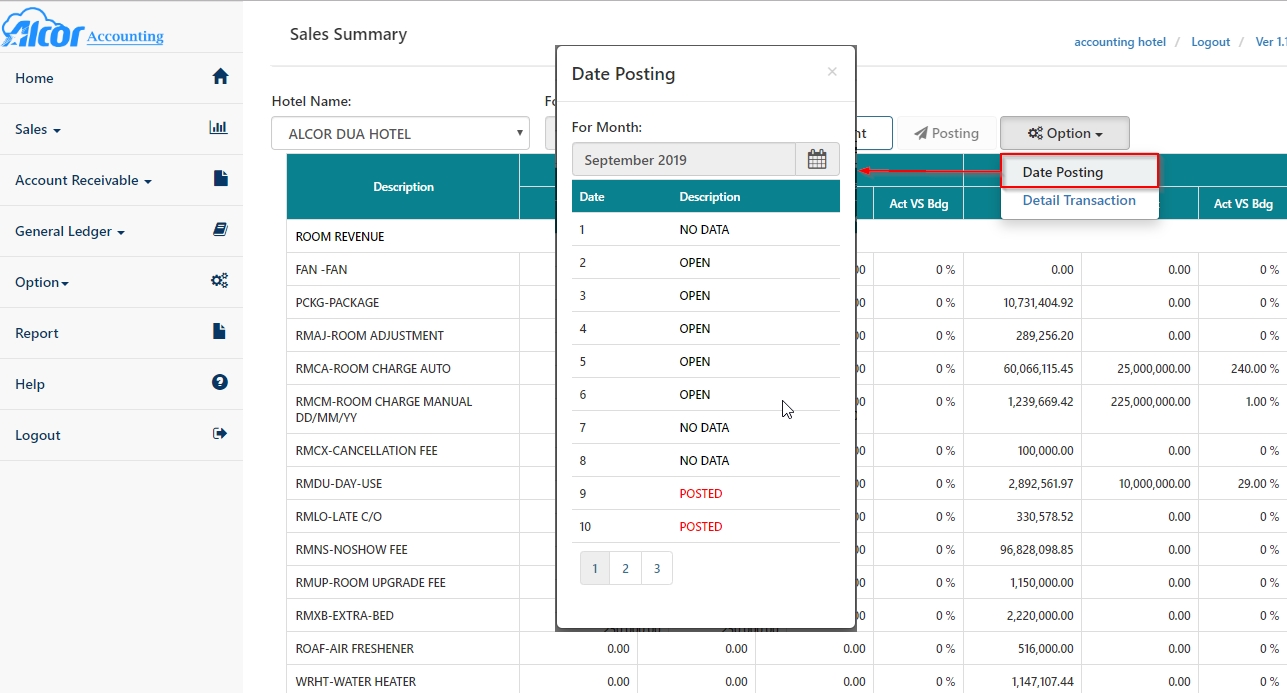 Alcor Accounting
Home
Sales
Account Receivable
General Ledger
Option
Report
Help
Logout
Sales Summary
accounting hotel / Logout / Ver 1.1
Hotel Name:
ALCOR DUA HOTEL
Posting
Option
Date Posting
Detail Transaction
Date Posting ×
For Month:
September 2019
Date Description
1 NO DATA
2 OPEN
3 OPEN
4 OPEN
5 OPEN
6 OPEN
7 NO DATA
8 NO DATA
9 POSTED
10 POSTED
1 2 3
Description Act VS Bdg Act VS Bdg
ROOM REVENUE
FAN -FAN 0 % 0.00 0.00 0 %
PCKG-PACKAGE 0 % 10,731,404.92 0.00 0 %
RMAJ-ROOM ADJUSTMENT 0 % 289,256.20 0.00 0 %
RMCA-ROOM CHARGE AUTO 0 % 60,066,115.45 25,000,000.00 240.00 %
RMCM-ROOM CHARGE MANUAL 0 % 1,239,669.42 225,000,000.00 1.00 %
DD/MM/YY
RMCX-CANCELLATION FEE 0 % 100,000.00 0.00 0 %
RMDU-DAY-USE 0 % 2,892,561.97 10,000,000.00 29.00 %
RMLO-LATE C/O 0 % 330,578.52 0.00 0 %
RMNS-NOSHOW FEE 0 % 96,828,098.85 0.00 0 %
RMUP-ROOM UPGRADE FEE 0 % 1,150,000.00 0.00 0 %
RMXB-EXTRA-BED 0 % 2,220,000.00 0.00 0 %
ROAF-AIR FRESHENER 0.00 0.00 0.00 0 % 516,000.00 0.00 0 %
WRHT-WATER HEATER 0.00 0.00 0.00 0 % 1,147,107.44 0.00 0 %